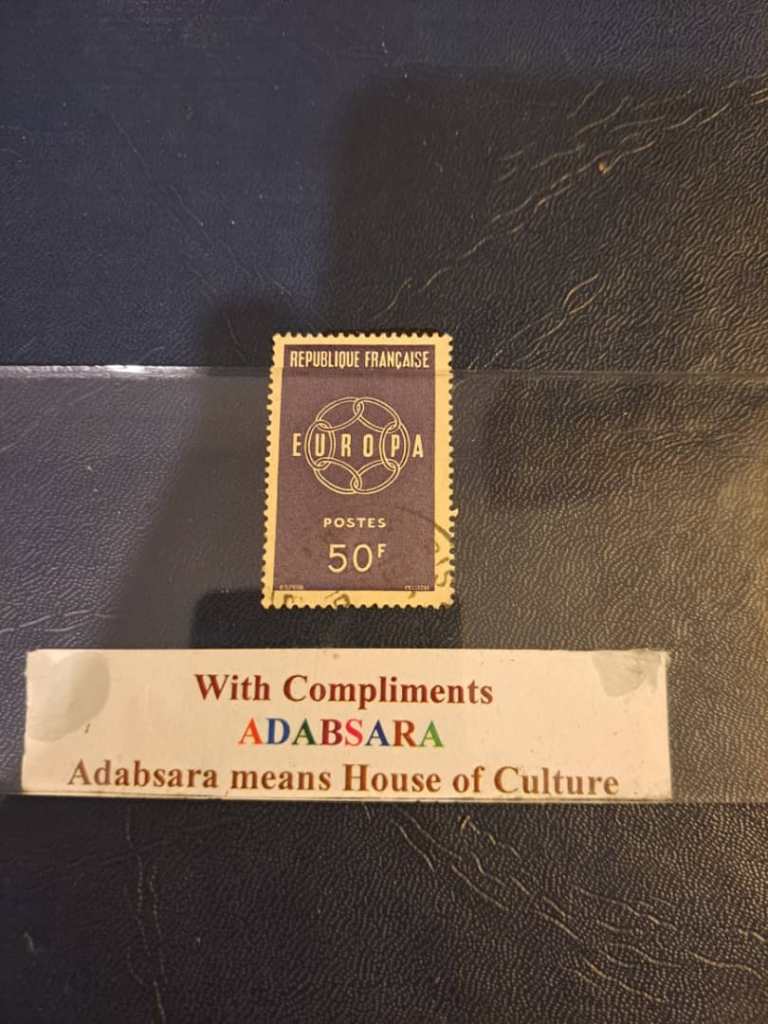 REPUBLIQUE FRANÇAISE
EUROPA
POSTES
50F
With Compliments
ADABSARA
Adabsara means House of Culture